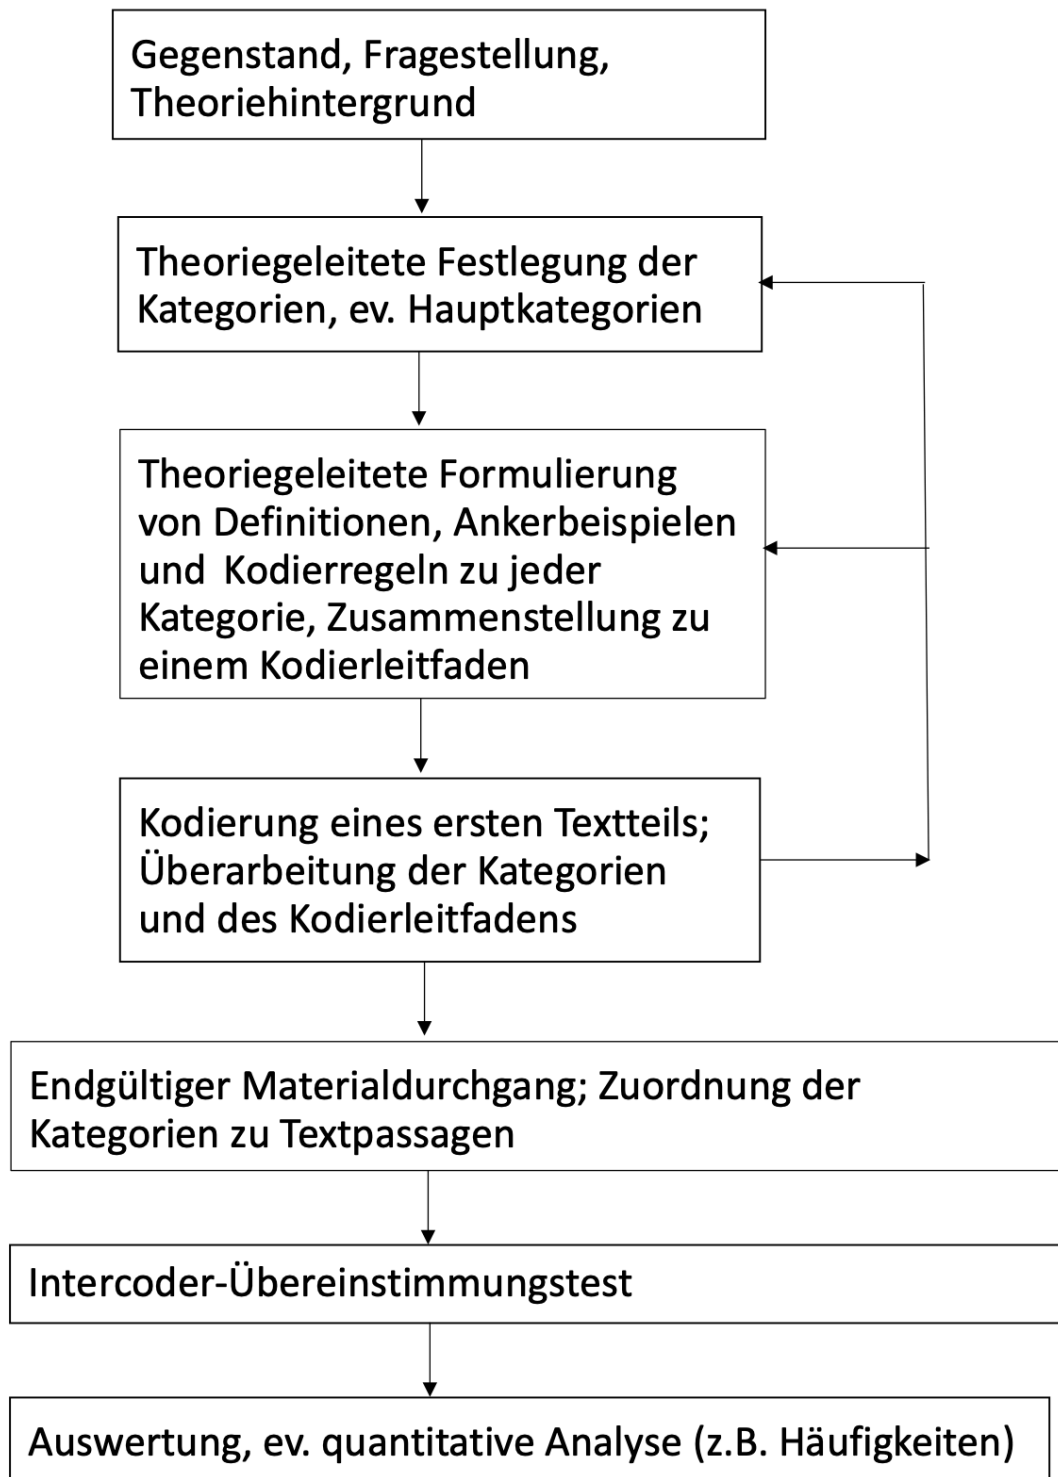 Gegenstand, Fragestellung,
Theoriehintergrund
Theoriegeleitete Festlegung der
Kategorien, ev. Hauptkategorien
Theoriegeleitete Formulierung
von Definitionen, Ankerbeispielen
und Kodierregeln zu jeder
Kategorie, Zusammenstellung zu
einem Kodierleitfaden
Kodierung eines ersten Textteils;
Überarbeitung der Kategorien
und des Kodierleitfadens
Endgültiger Materialdurchgang; Zuordnung der
Kategorien zu Textpassagen
Intercoder-Übereinstimmungstest
Auswertung, ev. quantitative Analyse (z.B. Häufigkeiten)